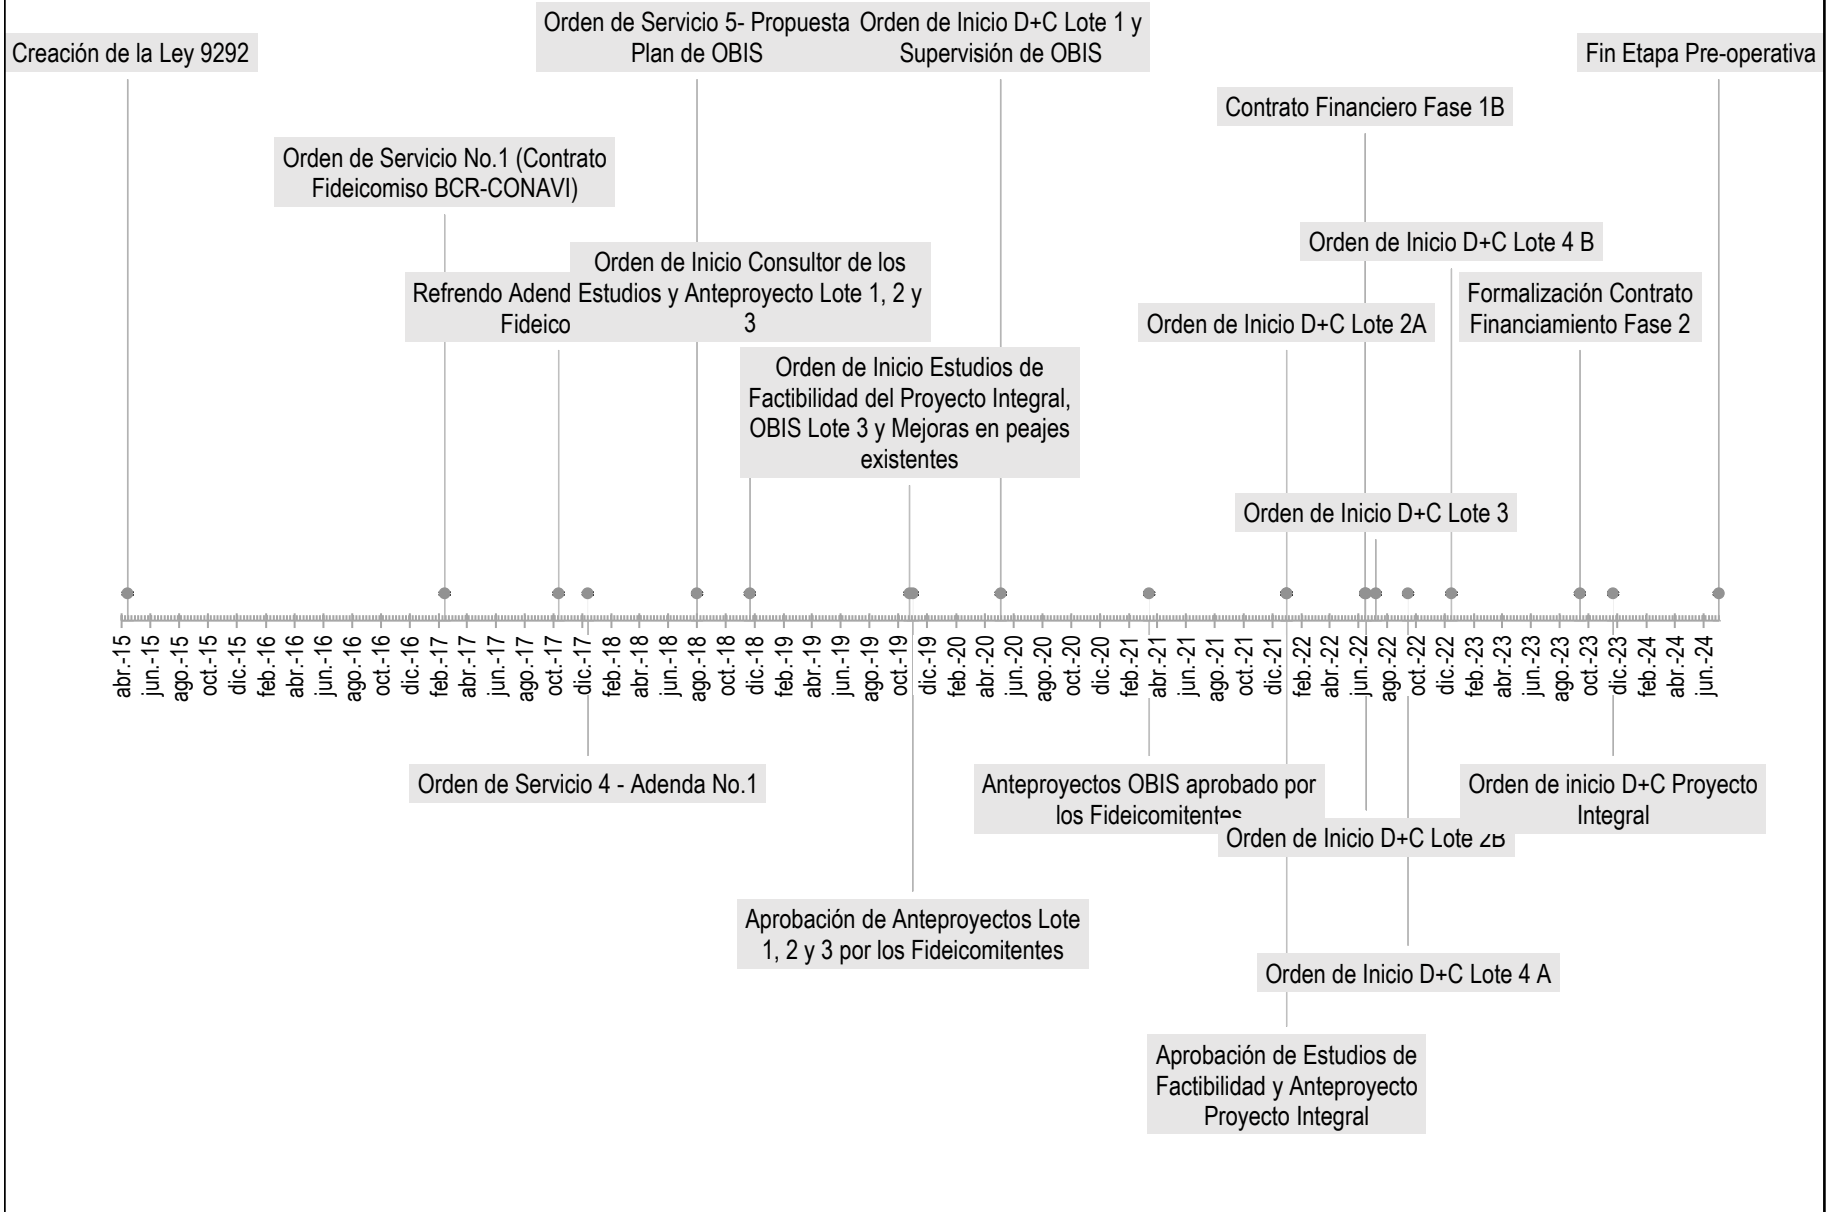 Creación de la Ley 9292
Orden de Servicio 5- Propuesta
Plan de OBIS
Orden de Inicio D+C Lote 1 y
Supervisión de OBIS
Fin Etapa Pre-operativa
Contrato Financiero Fase 1B
Orden de Servicio No.1 (Contrato
Fideicomiso BCR-CONAVI)
Orden de Inicio D+C Lote 4 B
Refrendo
Orden de Inicio Consultor de los
Estudios y Anteproyecto Lote 1, 2 y
3
Formalización Contrato
Financiamiento Fase 2
Orden de Inicio D+C Lote 2A
Orden de Inicio Estudios de
Factibilidad del Proyecto Integral,
OBIS Lote 3 y Mejoras en peajes
existentes
Orden de Inicio D+C Lote 3
abr.-15
jun.-15
ago.-15
oct.-15
dic.-15
feb.-16
abr.-16
jun.-16
ago.-16
oct.-16
dic.-16
feb.-17
abr.-17
jun.-17
ago.-17
oct.-17
dic.-17
feb.-18
abr.-18
jun.-18
ago.-18
oct.-18
dic.-18
feb.-19
abr.-19
jun.-19
ago.-19
oct.-19
dic.-19
feb.-20
abr.-20
jun.-20
ago.-20
oct.-20
dic.-20
feb.-21
abr.-21
jun.-21
ago.-21
oct.-21
dic.-21
feb.-22
abr.-22
jun.-22
ago.-22
oct.-22
dic.-22
feb.-23
abr.-23
jun.-23
ago.-23
oct.-23
dic.-23
feb.-24
abr.-24
jun.-24
Orden de Servicio 4 - Adenda No.1
Anteproyectos OBIS aprobado por
los Fideicomitentes
Orden de inicio D+C Proyecto
Integral
Orden de Inicio D+C Lote 2B
Aprobación de Anteproyectos Lote
1, 2 y 3 por los Fideicomitentes
Orden de Inicio D+C Lote 4 A
Aprobación de Estudios de
Factibilidad y Anteproyecto
Proyecto Integral